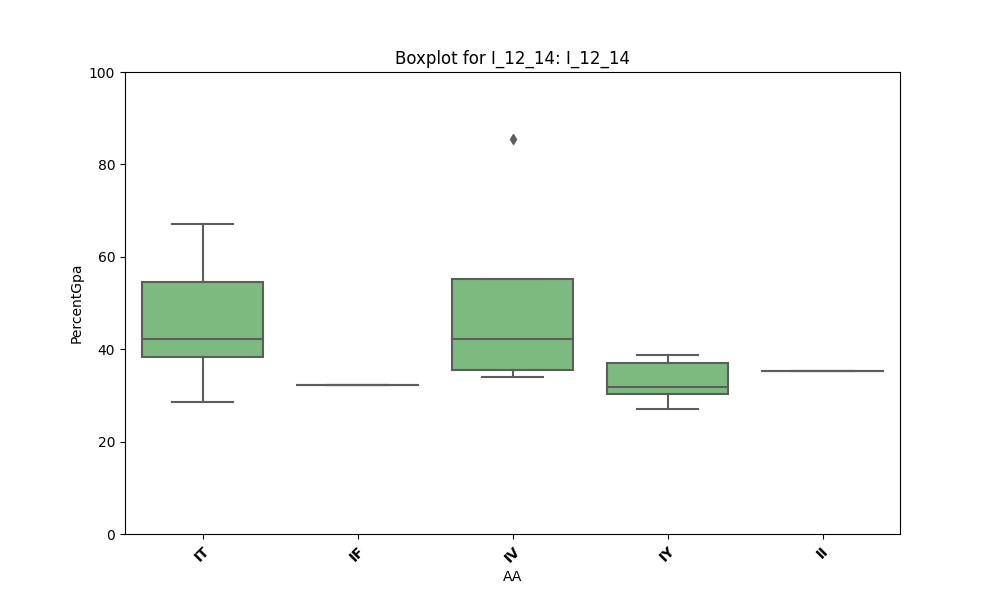 Boxplot for I_12_14: I_12_14
100
80
60
40
20
0
PercentGpa
IT
IF
IV
IY
II
AA